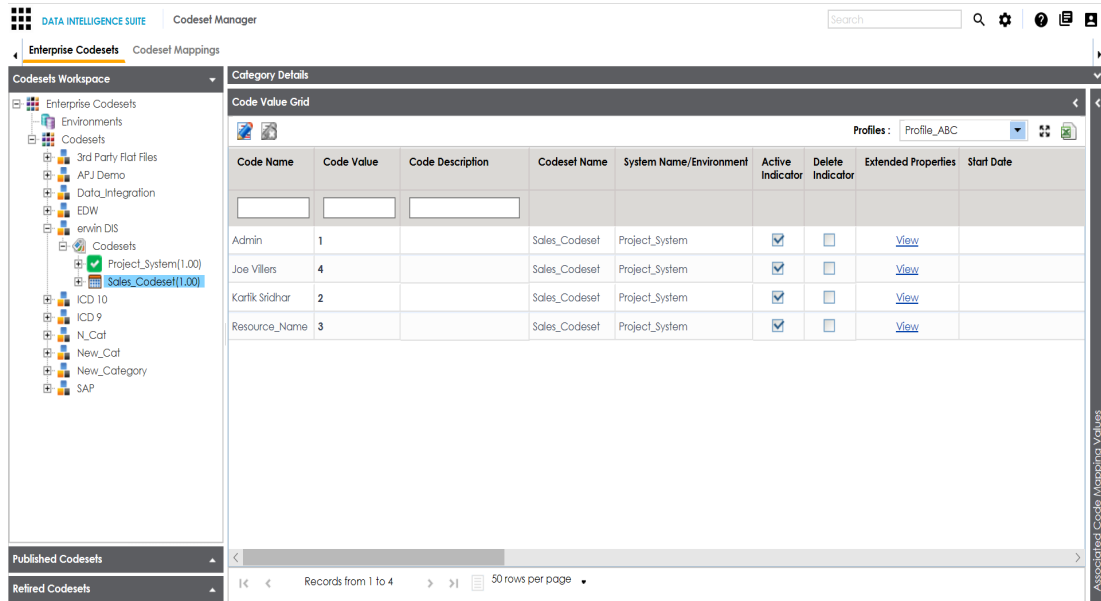 DATA INTELLIGENCE SUITE Codeset Manager Search
Enterprise Codesets Codeset Mappings
Codesets Workspace
Enterprise Codesets
Environments
Codesets
3rd Party Flat Files
APJ Demo
Data_Integration
EDW
erwin DIS
Codesets
Project_System(1.00)
Sales_Codeset(1.00)
ICD 10
ICD 9
N_Cat
New_Cat
New_Category
SAP
Published Codesets
Retired Codesets
Category Details
Code Value Grid
Profiles : Profile_ABC
Code Name Code Value Code Description Codeset Name System Name/Environment Active Indicator Delete Indicator Extended Properties Start Date
Admin 1 Sales_Codeset Project_System View
Joe Villers 4 Sales_Codeset Project_System View
Kartik Sridhar 2 Sales_Codeset Project_System View
Resource_Name 3 Sales_Codeset Project_System View
Records from 1 to 4 50 rows per page
Associated Code Mapping Values